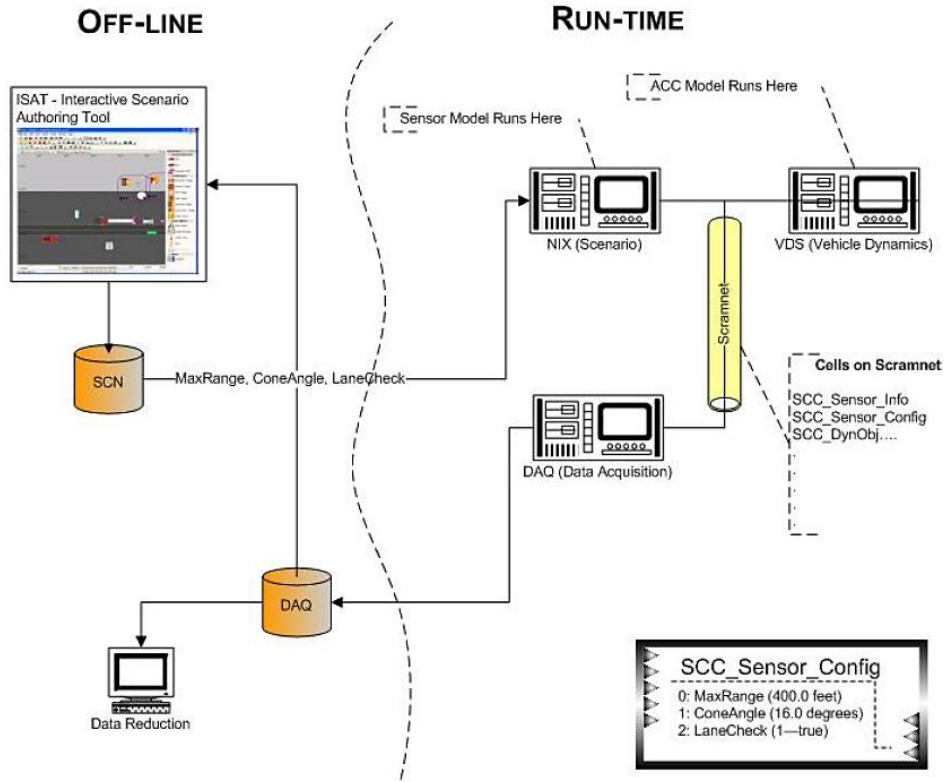 OFF-LINE
RUN-TIME
ISAT - Interactive Scenario
Authoring Tool
Sensor Model Runs Here
ACC Model Runs Here
NIX (Scenario)
VDS (Vehicle Dynamics)
Scramnet
SCN
MaxRange, ConeAngle, LaneCheck
Cells on Scramnet
SCC_Sensor_Info
SCC_Sensor_Config
SCC_DynObj....
DAQ (Data Acquisition)
DAQ
Data Reduction
SCC_Sensor_Config
0: MaxRange (400.0 feet)
1: ConeAngle (16.0 degrees)
2: LaneCheck (1—true)